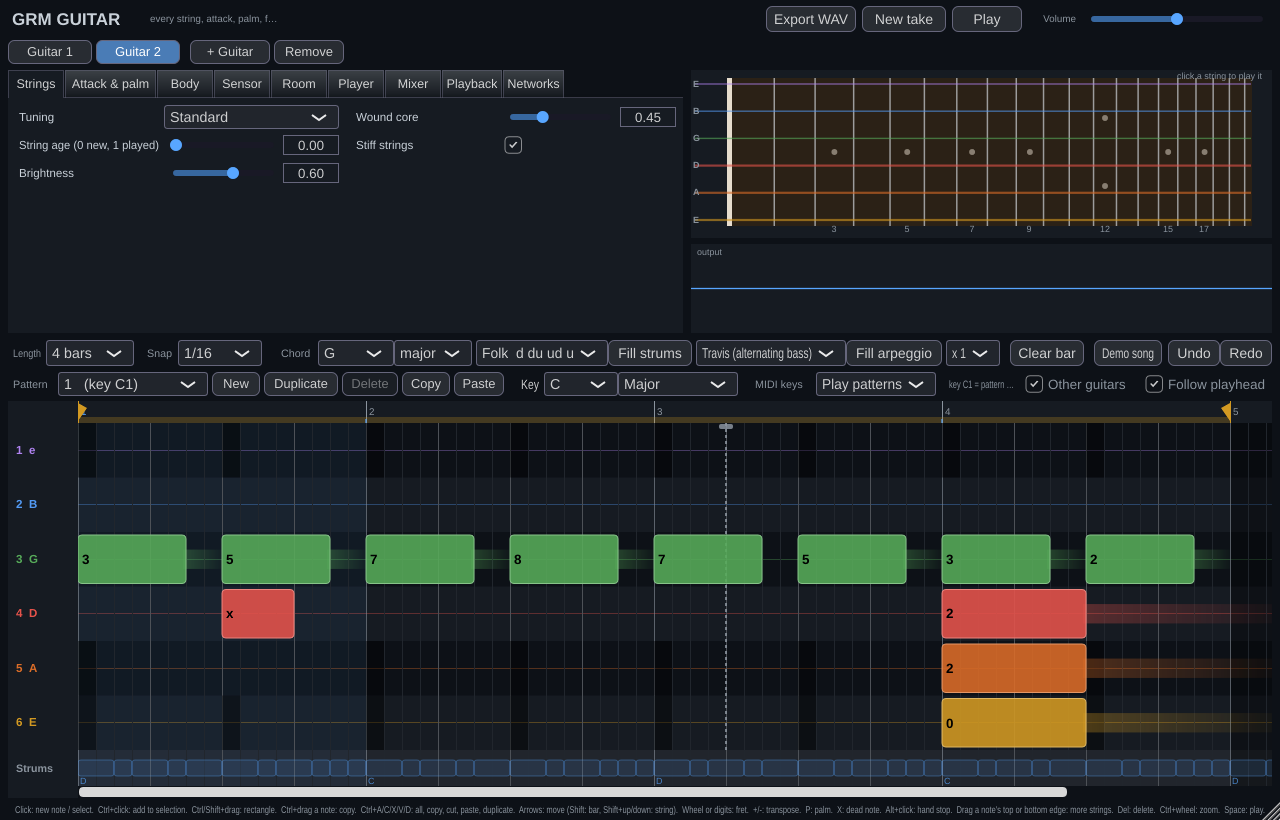 GRM GUITAR every string, attack, palm, f... Export WAV New take Play Volume
Guitar 1 Guitar 2 + Guitar Remove
Strings Attack & palm Body Sensor Room Player Mixer Playback Networks
click a string to play it
Tuning Standard Wound core 0.45
String age (0 new, 1 played) 0.00 Stiff strings
Brightness 0.60
E
B
G
D
A
E
3 5 7 9 12 15 17
output
Length 4 bars Snap 1/16 Chord G major Folk d du ud u Fill strums Travis (alternating bass) Fill arpeggio x 1 Clear bar Demo song Undo Redo
Pattern 1 (key C1) New Duplicate Delete Copy Paste Key C Major MIDI keys Play patterns key C1 = pattern ... Other guitars Follow playhead
2 3 4 5
1 e
2 B
3 G 3 5 7 8 7 5 3 2
4 D x 2
5 A 2
6 E 0
Strums
D C D C D
Click: new note / select. Ctrl+click: add to selection. Ctrl/Shift+drag: rectangle. Ctrl+drag a note: copy. Ctrl+A/C/X/V/D: all, copy, cut, paste, duplicate. Arrows: move (Shift: bar, Shift+up/down: string). Wheel or digits: fret. +/-: transpose. P: palm. X: dead note. Alt+click: hand stop. Drag a note's top or bottom edge: more strings. Del: delete. Ctrl+wheel: zoom. Space: play.